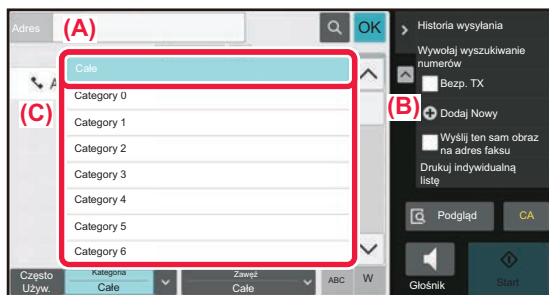 Adres
(A)
OK
Całe
A
(C)
Category 0
Category 1
Category 2
Category 3
Category 4
Category 5
Category 6
Często
Używ.
Kategoria
Całe
Zawęź
Całe
ABC
W
Historia wysyłania
Wywołaj wyszukiwanie
numerów
Bezp. TX
(B)
Dodaj Nowy
Wyślij ten sam obraz
na adres faksu
Drukuj indywidualną
listę
Podgląd
CA
Głośnik
Start